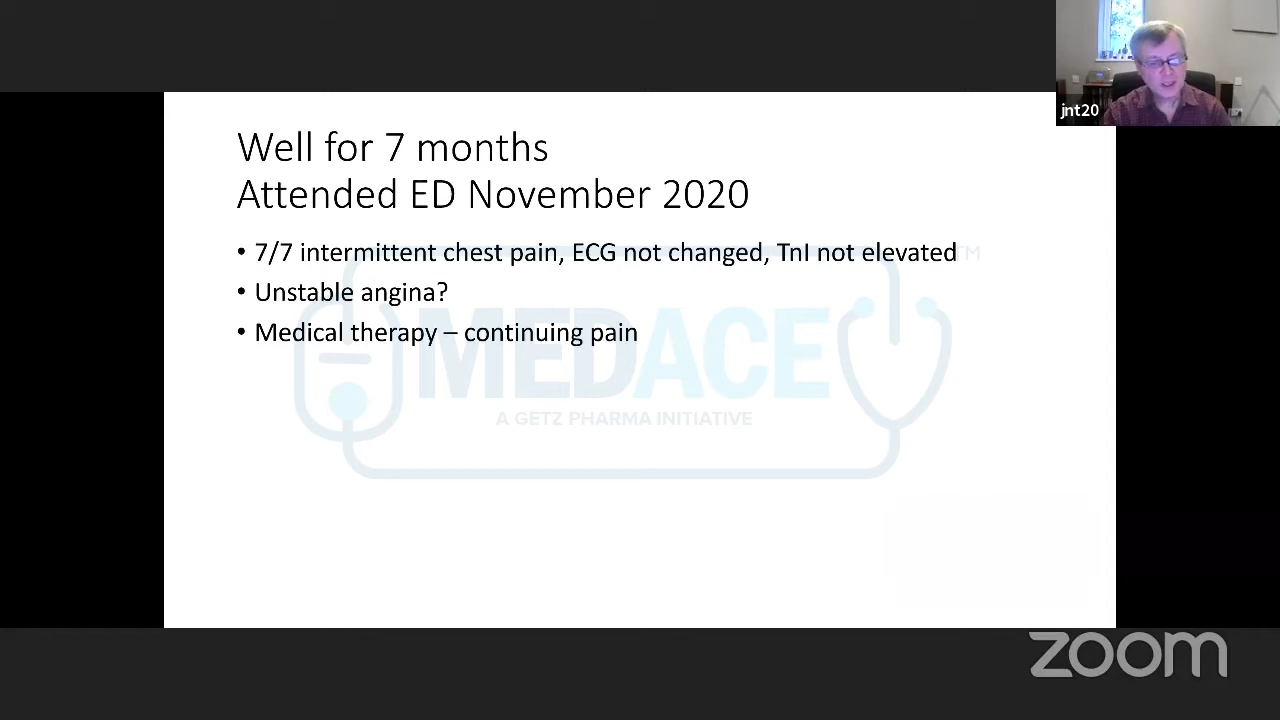 jnt20
Well for 7 months
Attended ED November 2020
• 7/7 intermittent chest pain, ECG not changed, TnI not elevated
• Unstable angina?
• Medical therapy – continuing pain
MEDACE
TM
A GETZ PHARMA INITIATIVE
zoom